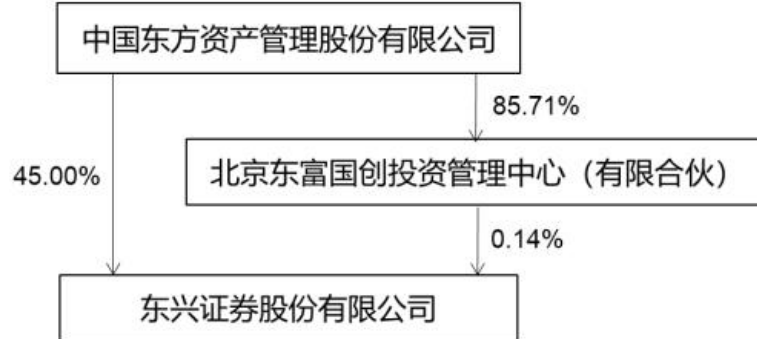 中国东方资产管理股份有限公司
85.71%
45.00%
北京东富国创投资管理中心（有限合伙）
0.14%
东兴证券股份有限公司